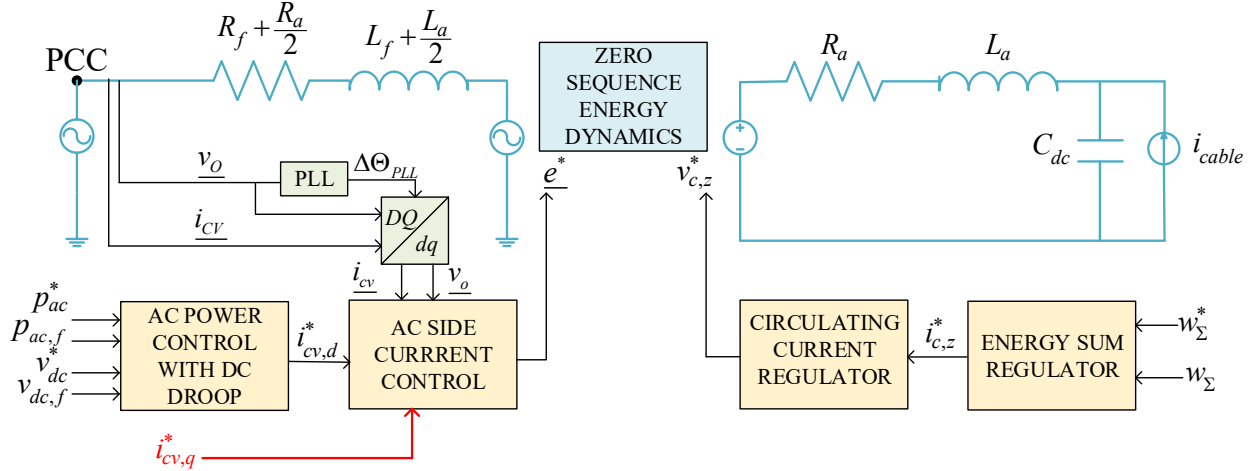 R_f + R_a/2
L_f + L_a/2
PCC
ZERO
SEQUENCE
ENERGY
DYNAMICS
R_a
L_a
C_dc
i_cable
+
−
v_O
PLL
ΔΘ_PLL
e*
v*_c,z
i_CV
DQ
dq
i_cv
v_o
p*_ac
p_ac,f
v*_dc
v_dc,f
AC POWER
CONTROL
WITH DC
DROOP
i*_cv,d
AC SIDE
CURRRENT
CONTROL
CIRCULATING
CURRENT
REGULATOR
i*_c,z
ENERGY SUM
REGULATOR
w*_Σ
w_Σ
i*_cv,q